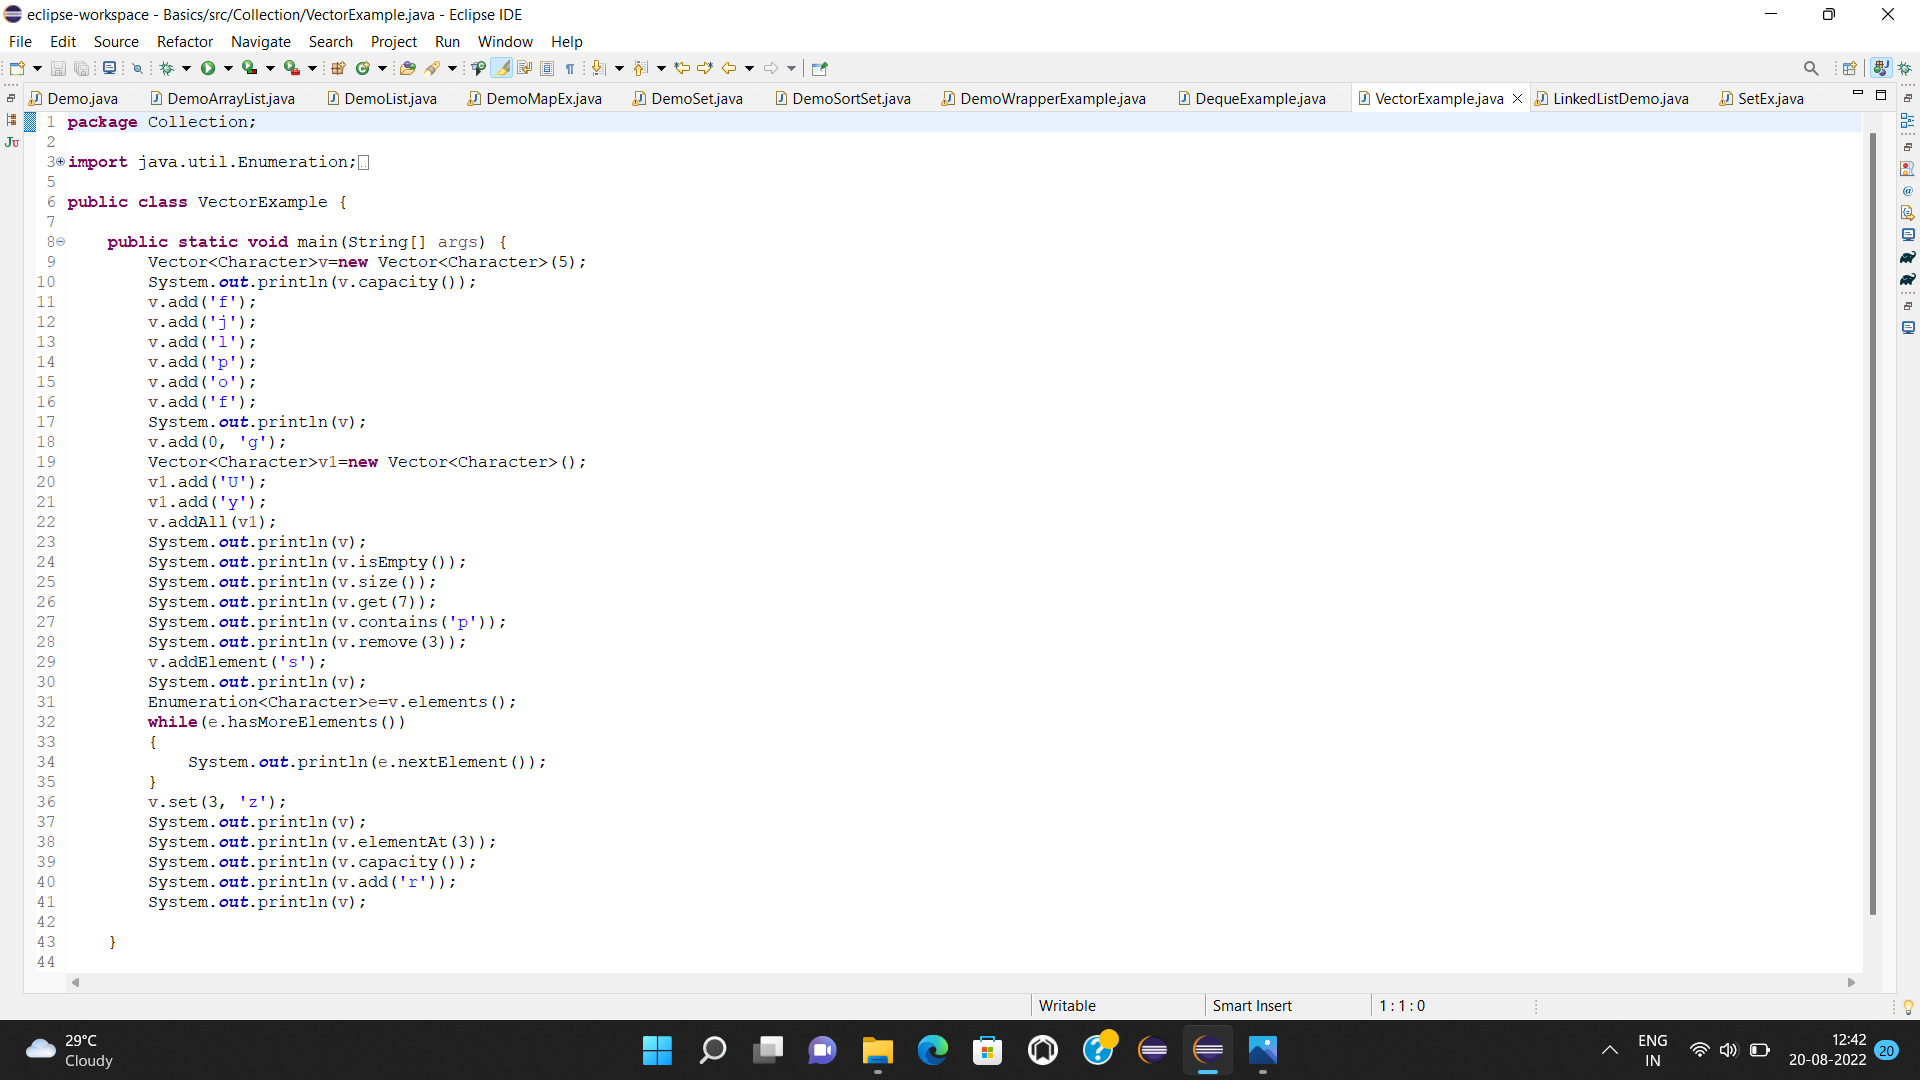 eclipse-workspace - Basics/src/Collection/VectorExample.java - Eclipse IDE
File Edit Source Refactor Navigate Search Project Run Window Help
Demo.java DemoArrayList.java DemoList.java DemoMapEx.java DemoSet.java DemoSortSet.java DemoWrapperExample.java DequeExample.java VectorExample.java LinkedListDemo.java SetEx.java
1 package Collection;
2
3 import java.util.Enumeration;
5
6 public class VectorExample {
7
8 public static void main(String[] args) {
9 Vector<Character>v=new Vector<Character>(5);
10 System.out.println(v.capacity());
11 v.add('f');
12 v.add('j');
13 v.add('l');
14 v.add('p');
15 v.add('o');
16 v.add('f');
17 System.out.println(v);
18 v.add(0, 'g');
19 Vector<Character>v1=new Vector<Character>();
20 v1.add('U');
21 v1.add('y');
22 v.addAll(v1);
23 System.out.println(v);
24 System.out.println(v.isEmpty());
25 System.out.println(v.size());
26 System.out.println(v.get(7));
27 System.out.println(v.contains('p'));
28 System.out.println(v.remove(3));
29 v.addElement('s');
30 System.out.println(v);
31 Enumeration<Character>e=v.elements();
32 while(e.hasMoreElements())
33 {
34 System.out.println(e.nextElement());
35 }
36 v.set(3, 'z');
37 System.out.println(v);
38 System.out.println(v.elementAt(3));
39 System.out.println(v.capacity());
40 System.out.println(v.add('r'));
41 System.out.println(v);
42
43 }
44
Writable Smart Insert 1 : 1 : 0
29°C
Cloudy
ENG
IN
12:42
20-08-2022
20